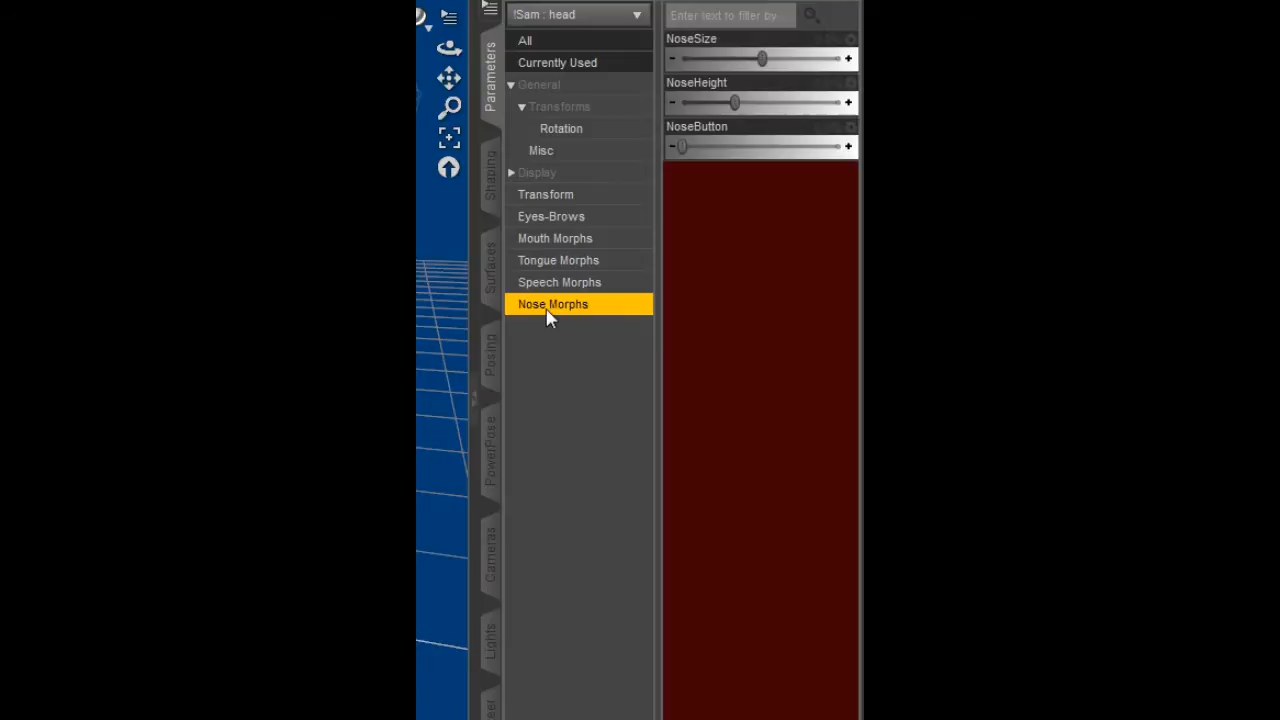 !Sam : head
All
Currently Used
General
Transforms
Rotation
Misc
Display
Transform
Eyes-Brows
Mouth Morphs
Tongue Morphs
Speech Morphs
Nose Morphs
Enter text to filter by
NoseSize
NoseHeight
NoseButton
Parameters
Shaping
Surfaces
Posing
PowerPose
Cameras
Lights